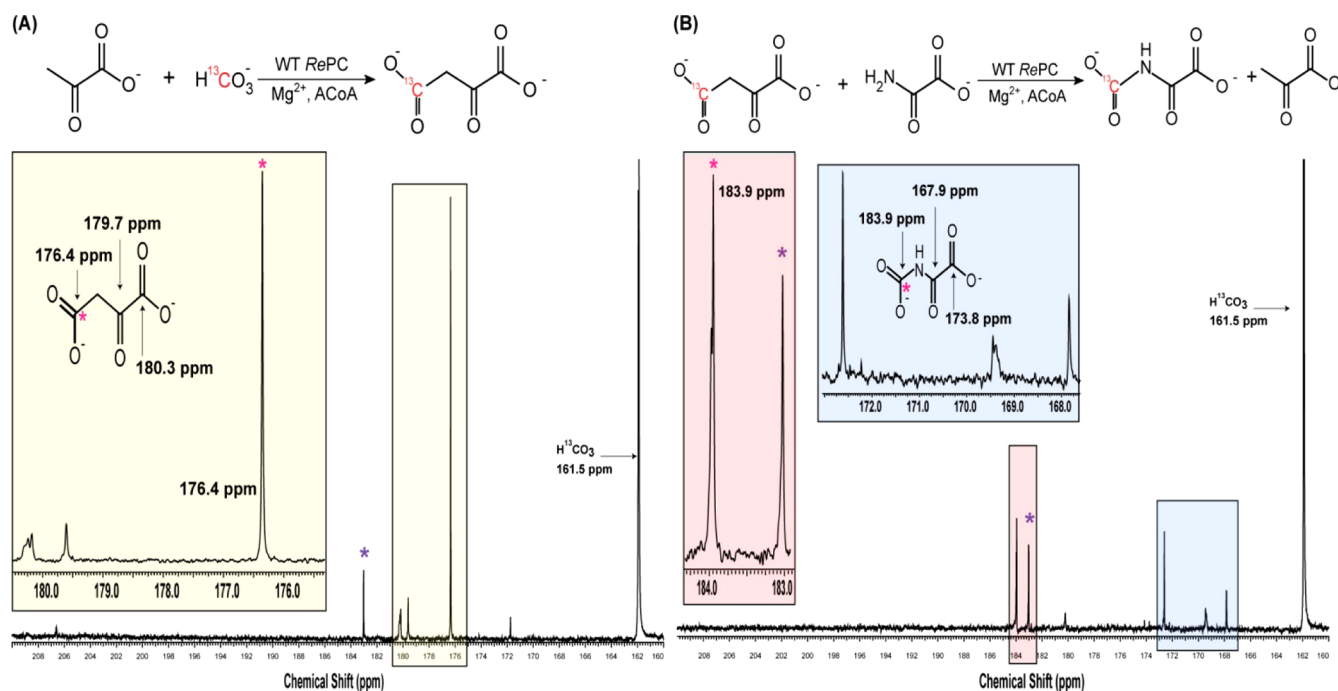 (A)
O
O
O-
+
H13CO3-
WT RePC
Mg2+, ACoA
-O
13C
O
O
O
O-
*
179.7 ppm
176.4 ppm
O
O
O-
*
O-
O
180.3 ppm
176.4 ppm
180.0
179.0
178.0
177.0
176.0
*
H13CO3
161.5 ppm
208 206 204 202 200 198 196 194 192 190 188 186 184 182 180 178 176 174 172 170 168 166 164 162 160
Chemical Shift (ppm)
(B)
-O
13C
O
O
O
O-
+
H2N
O
O
O-
WT RePC
Mg2+, ACoA
-O
13C
O
H
N
O
O
O-
+
O
O
O
*
183.9 ppm
*
184.0
183.0
167.9 ppm
183.9 ppm
O
H
N
O
O-
*
O-
O
173.8 ppm
172.0
171.0
170.0
169.0
168.0
*
H13CO3
161.5 ppm
208 206 204 202 200 198 196 194 192 190 188 186 184 182 180 178 176 174 172 170 168 166 164 162 160
Chemical Shift (ppm)